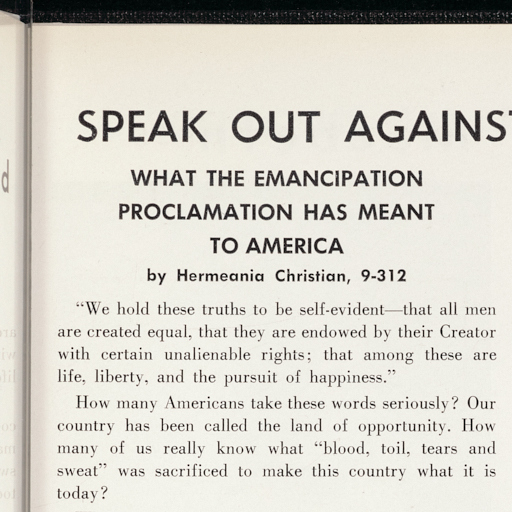 SPEAK OUT AGAINST
WHAT THE EMANCIPATION
PROCLAMATION HAS MEANT
TO AMERICA
by Hermeania Christian, 9-312
"We hold these truths to be self-evident—that all men
are created equal, that they are endowed by their Creator
with certain unalienable rights; that among these are
life, liberty, and the pursuit of happiness."
How many Americans take these words seriously? Our
country has been called the land of opportunity. How
many of us really know what "blood, toil, tears and
sweat" was sacrificed to make this country what it is
today?